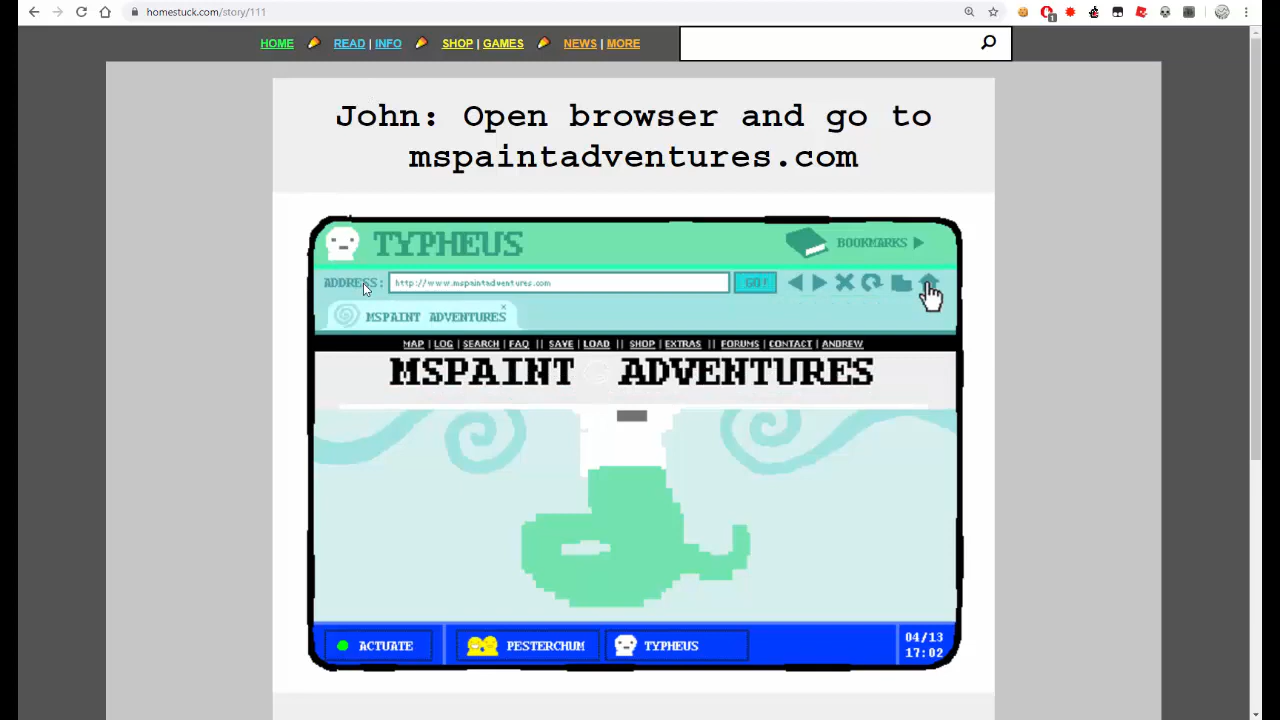 homestuck.com/story/111
HOME READ | INFO SHOP | GAMES NEWS | MORE
1
John: Open browser and go to
mspaintadventures.com
TYPHEUS
BOOKMARKS
ADDRESS: http://www.mspaintadventures.com GO!
MSPAINT ADVENTURES
MAP | LOG | SEARCH | FAQ || SAVE | LOAD || SHOP | EXTRAS || FORUMS | CONTACT | ANDREW
MSPAINT ADVENTURES
ACTUATE PESTERCHUM TYPHEUS
04/13
17:02